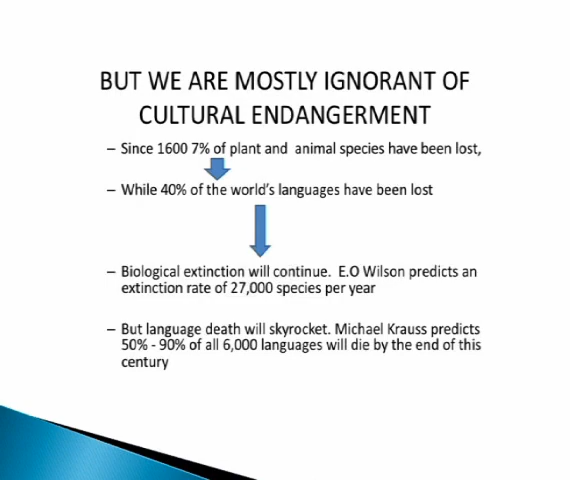 BUT WE ARE MOSTLY IGNORANT OF
CULTURAL ENDANGERMENT
– Since 1600 7% of plant and animal species have been lost,
– While 40% of the world's languages have been lost
– Biological extinction will continue. E.O Wilson predicts an
extinction rate of 27,000 species per year
– But language death will skyrocket. Michael Krauss predicts
50% - 90% of all 6,000 languages will die by the end of this
century